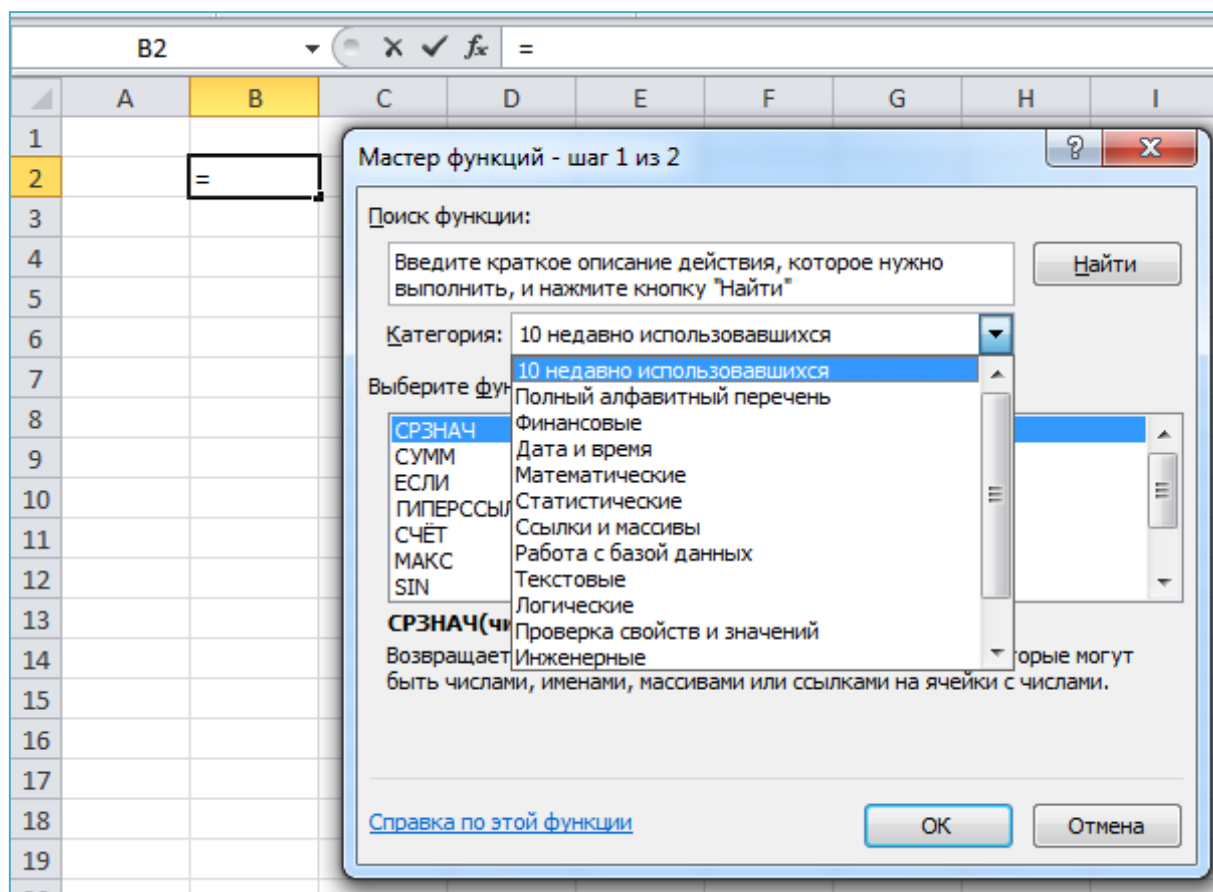 B2 fx =
A B C D E F G H I
1
Мастер функций - шаг 1 из 2
2 =
3 Поиск функции:
4 Введите краткое описание действия, которое нужно Найти
5 выполнить, и нажмите кнопку "Найти"
6 Категория: 10 недавно использовавшихся
10 недавно использовавшихся
7 Выберите фун Полный алфавитный перечень
8 СРЗНАЧ Финансовые
9 СУММ Дата и время
ЕСЛИ Математические
10 ГИПЕРССЫЛ Статистические
11 СЧЁТ Ссылки и массивы
МАКС Работа с базой данных
12 SIN Текстовые
Логические
13 СРЗНАЧ(чи Проверка свойств и значений
14 Возвращает Инженерные орые могут
15 быть числами, именами, массивами или ссылками на ячейки с числами.
16
17
18 Справка по этой функции ОК Отмена
19